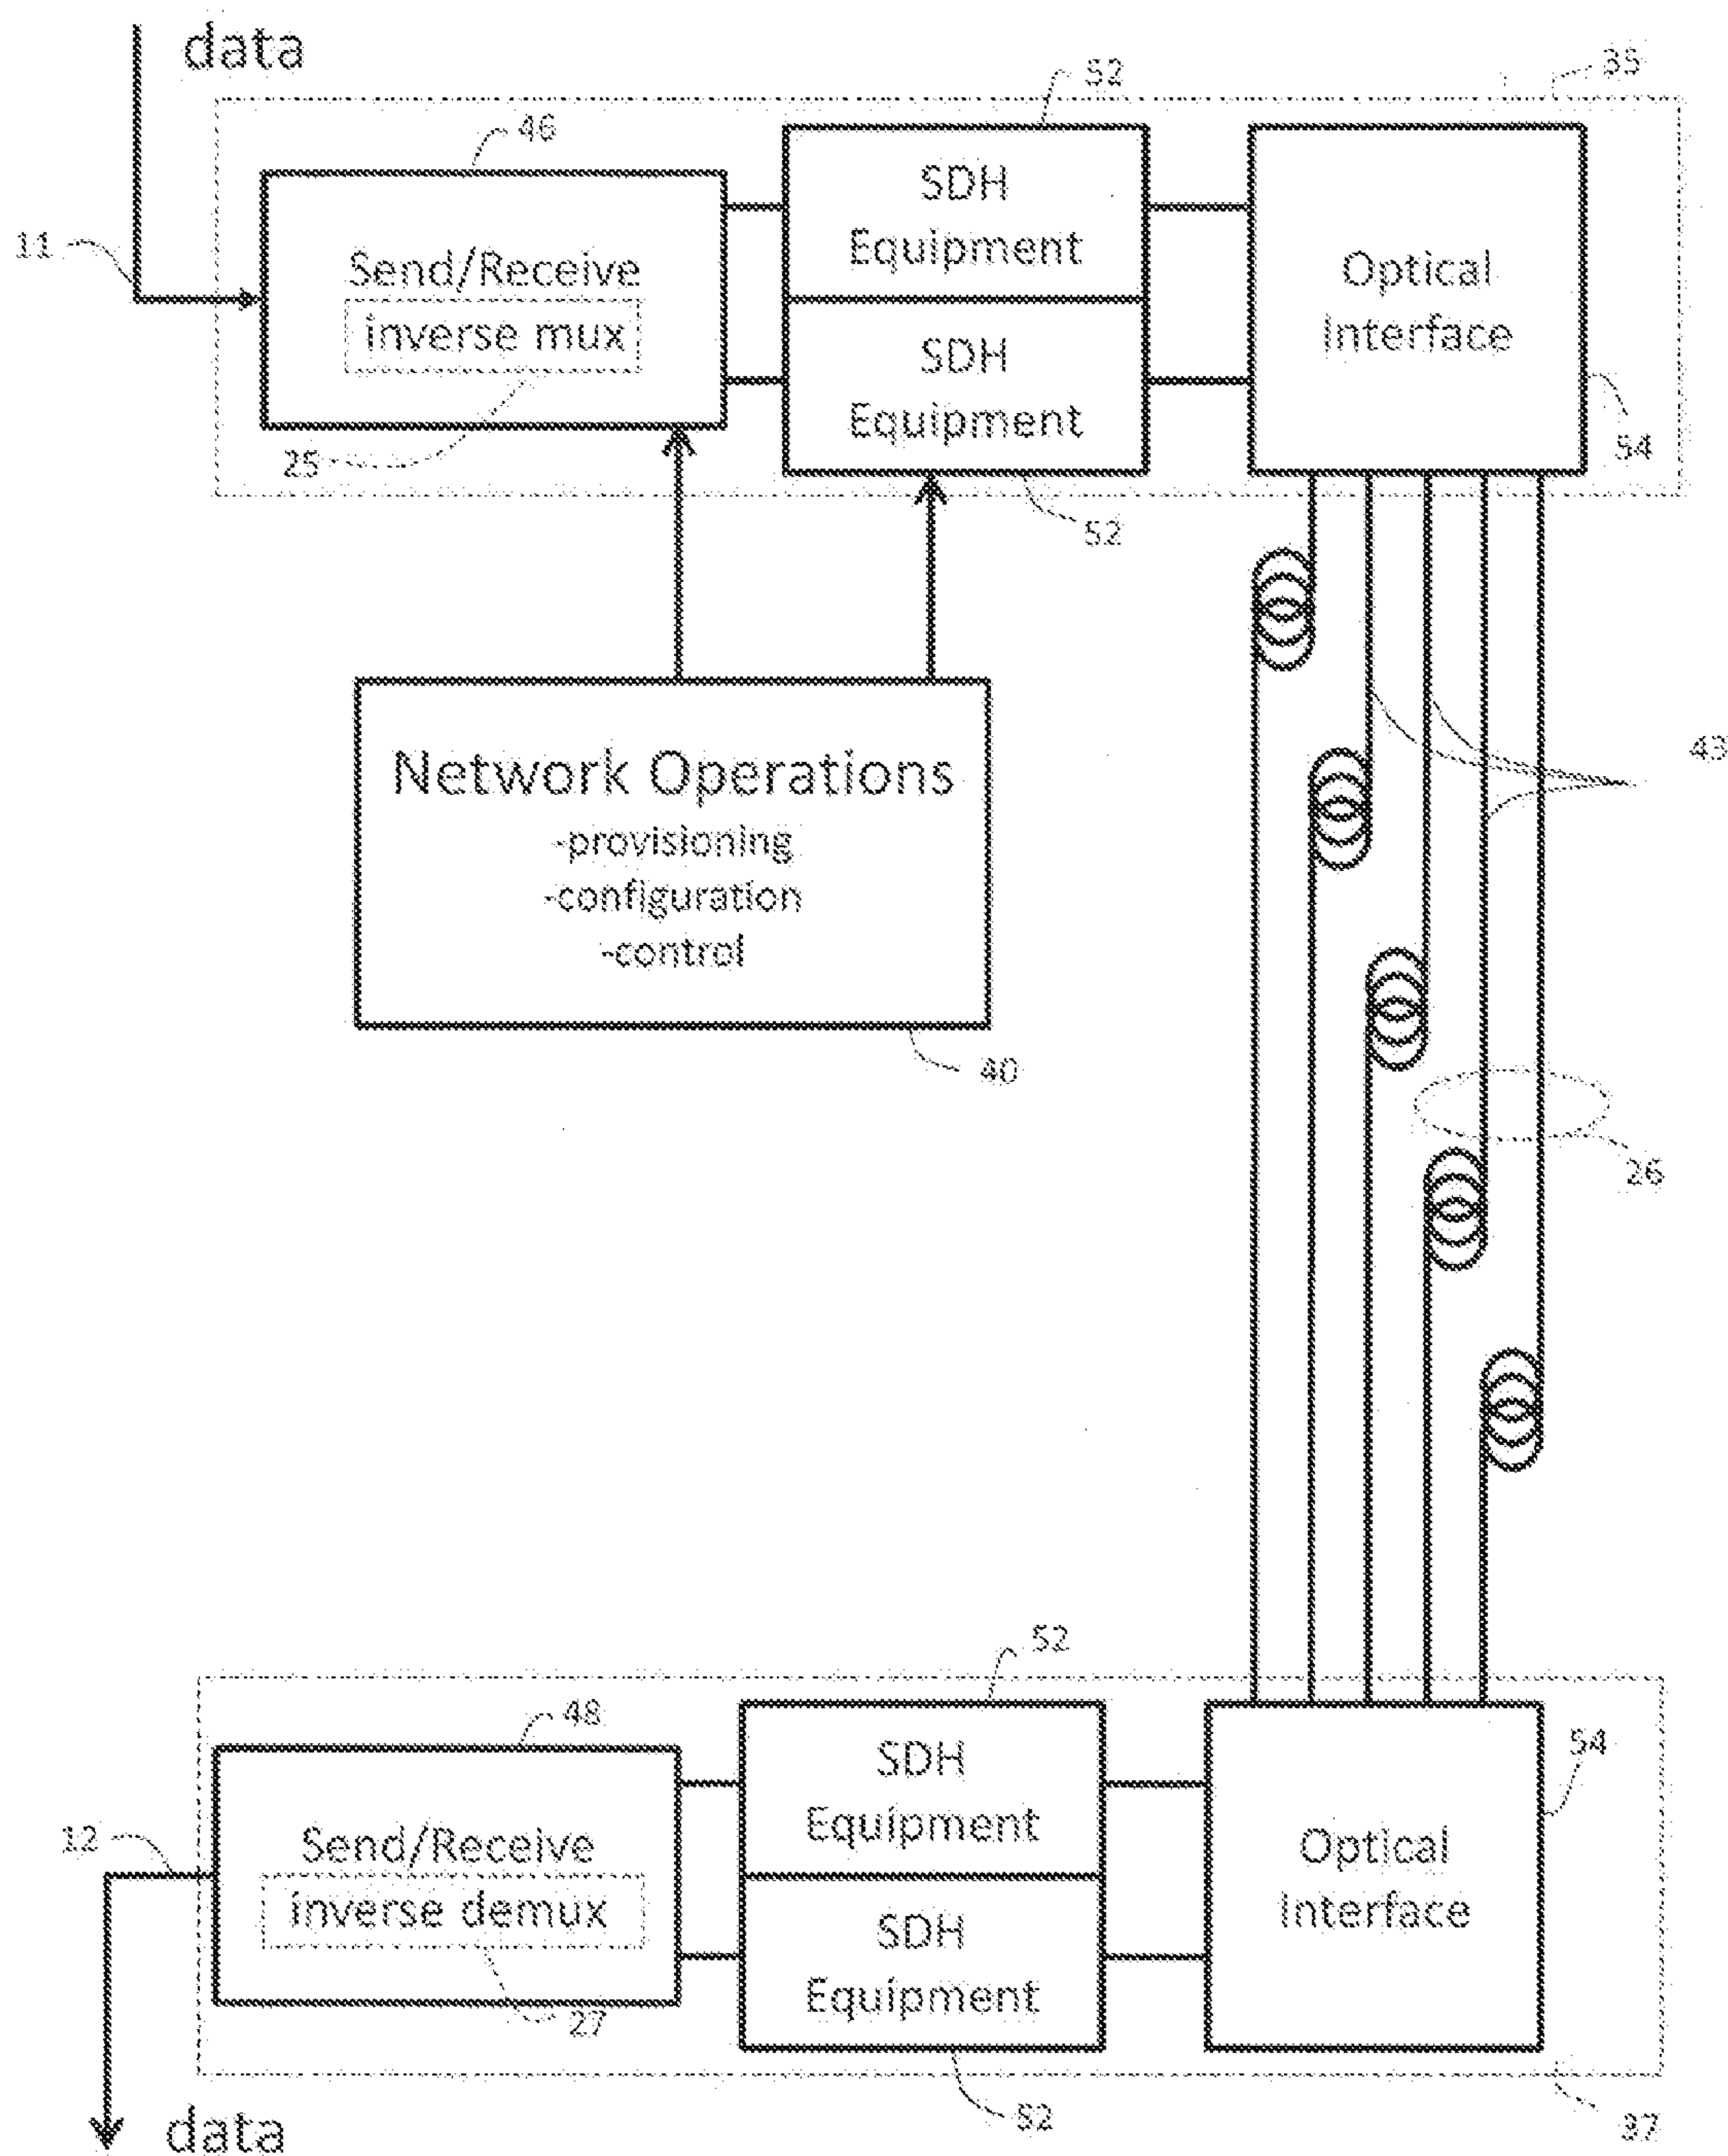 data
35
52
46
SDH
Equipment
11
Send/Receive
inverse mux
Optical
Interface
SDH
Equipment
25
54
52
Network Operations
-provisioning
-configuration
-control
43
40
26
52
48
SDH
Equipment
54
12
Send/Receive
inverse demux
Optical
Interface
SDH
Equipment
27
52
37
data